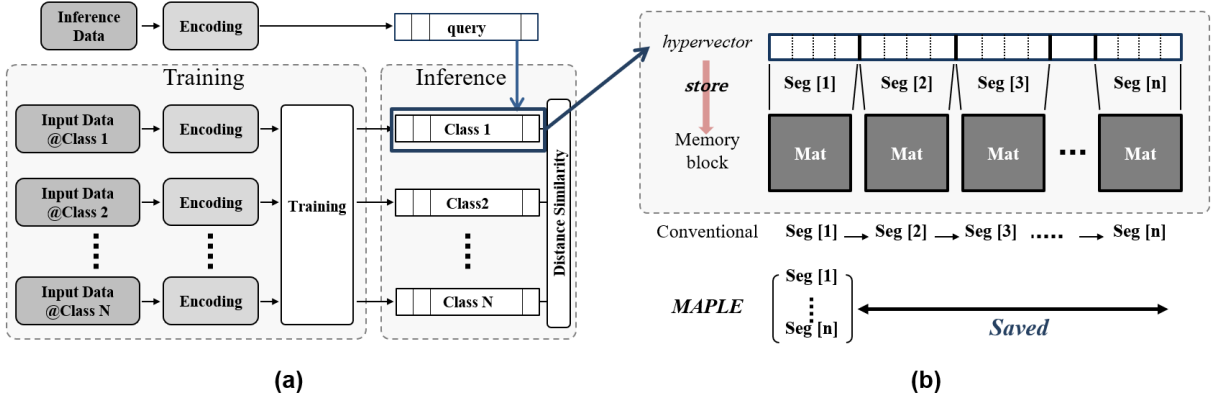 Inference
Data
Encoding
query
Training
Inference
Input Data
@Class 1
Encoding
Class 1
Input Data
@Class 2
Encoding
Training
Class2
Distance Similarity
Input Data
@Class N
Encoding
Class N
(a)
hypervector
Seg [1]
Seg [2]
Seg [3]
Seg [n]
store
Memory
block
Mat
Mat
Mat
Mat
Conventional
Seg [1]
Seg [2]
Seg [3]
Seg [n]
MAPLE
Seg [1]
Seg [n]
Saved
(b)